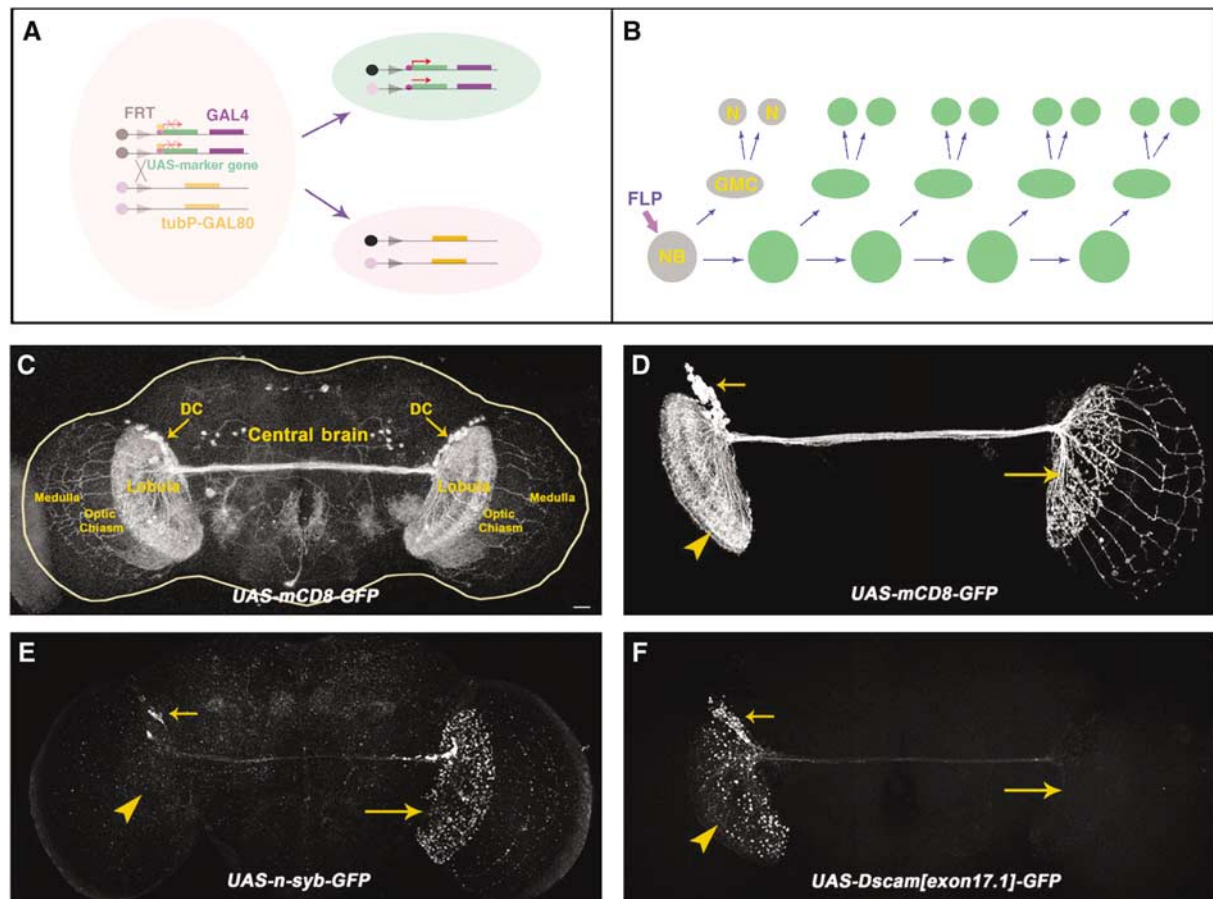 A
FRT
GAL4
UAS-marker gene
tubP-GAL80
B
N N
GMC
FLP
NB
C
DC
DC
Central brain
Lobula
Lobula
Medulla
Medulla
Optic
Chiasm
Optic
Chiasm
UAS-mCD8-GFP
D
UAS-mCD8-GFP
E
UAS-n-syb-GFP
F
UAS-Dscam[exon17.1]-GFP